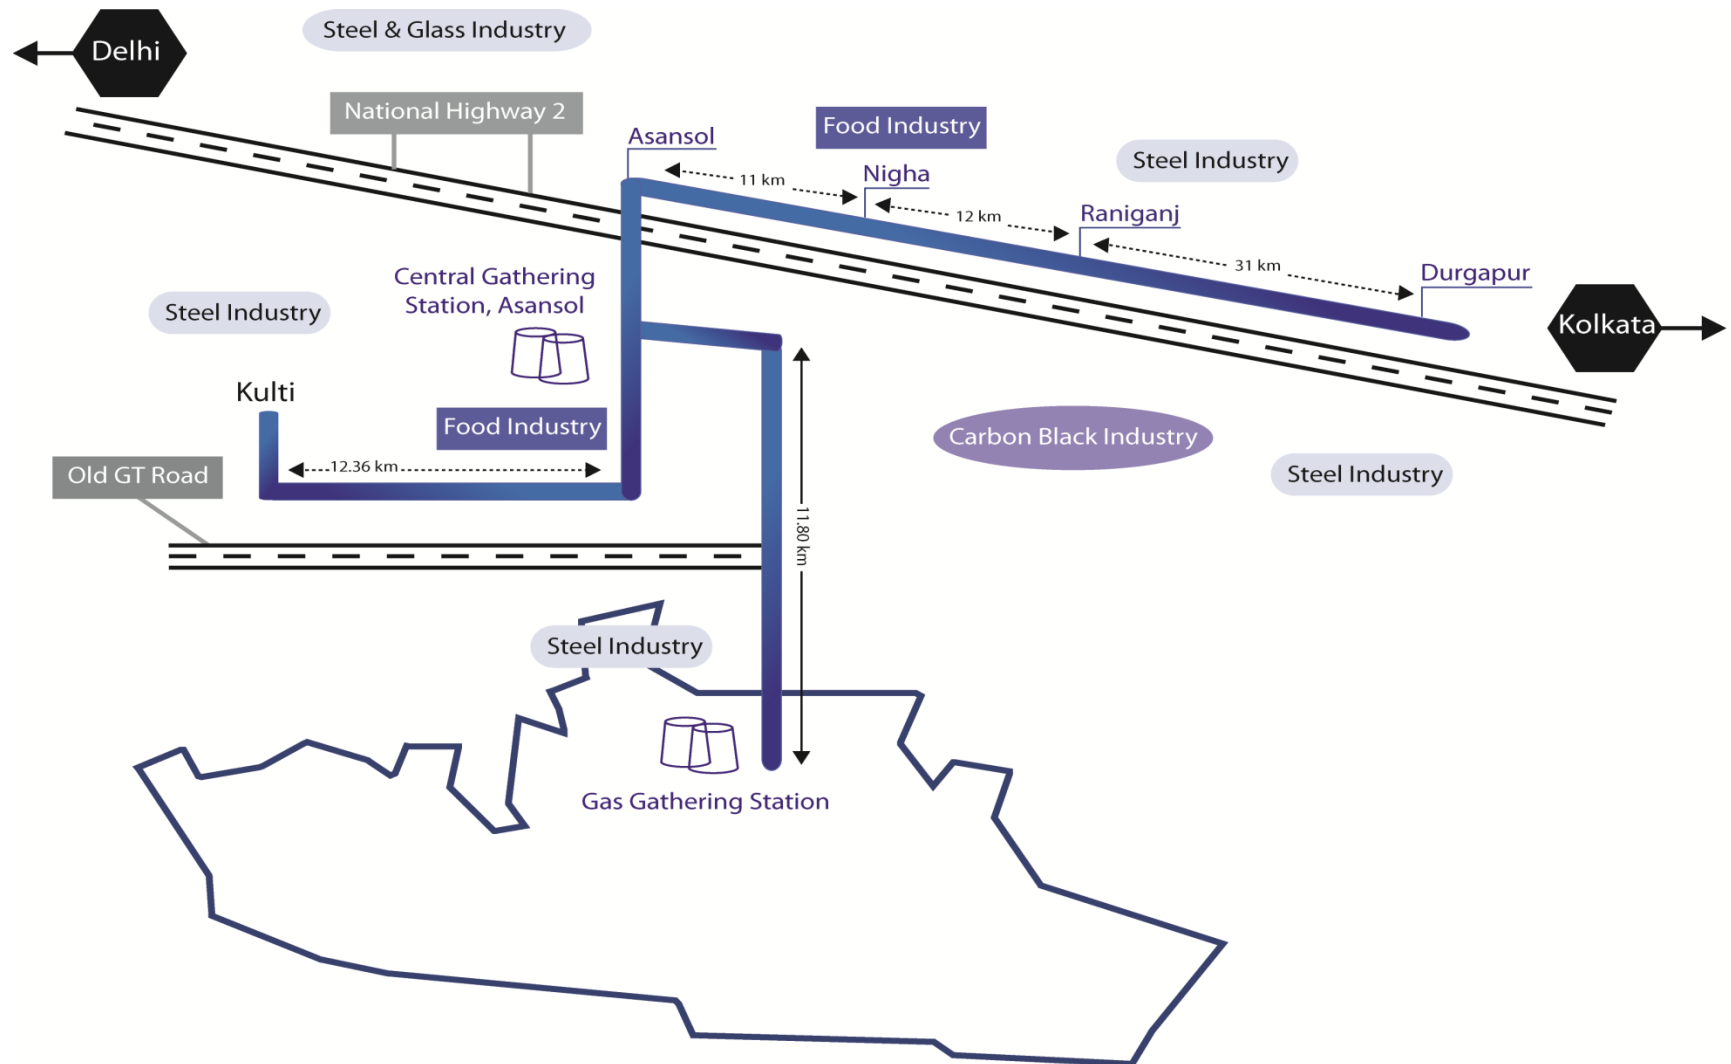 Steel & Glass Industry
Delhi
National Highway 2
Food Industry
Asansol
Steel Industry
11 km
Nigha
12 km
Raniganj
31 km
Durgapur
Central Gathering
Station, Asansol
Steel Industry
Kolkata
Kulti
Food Industry
Carbon Black Industry
12.36 km
Old GT Road
Steel Industry
11.80 km
Steel Industry
Gas Gathering Station